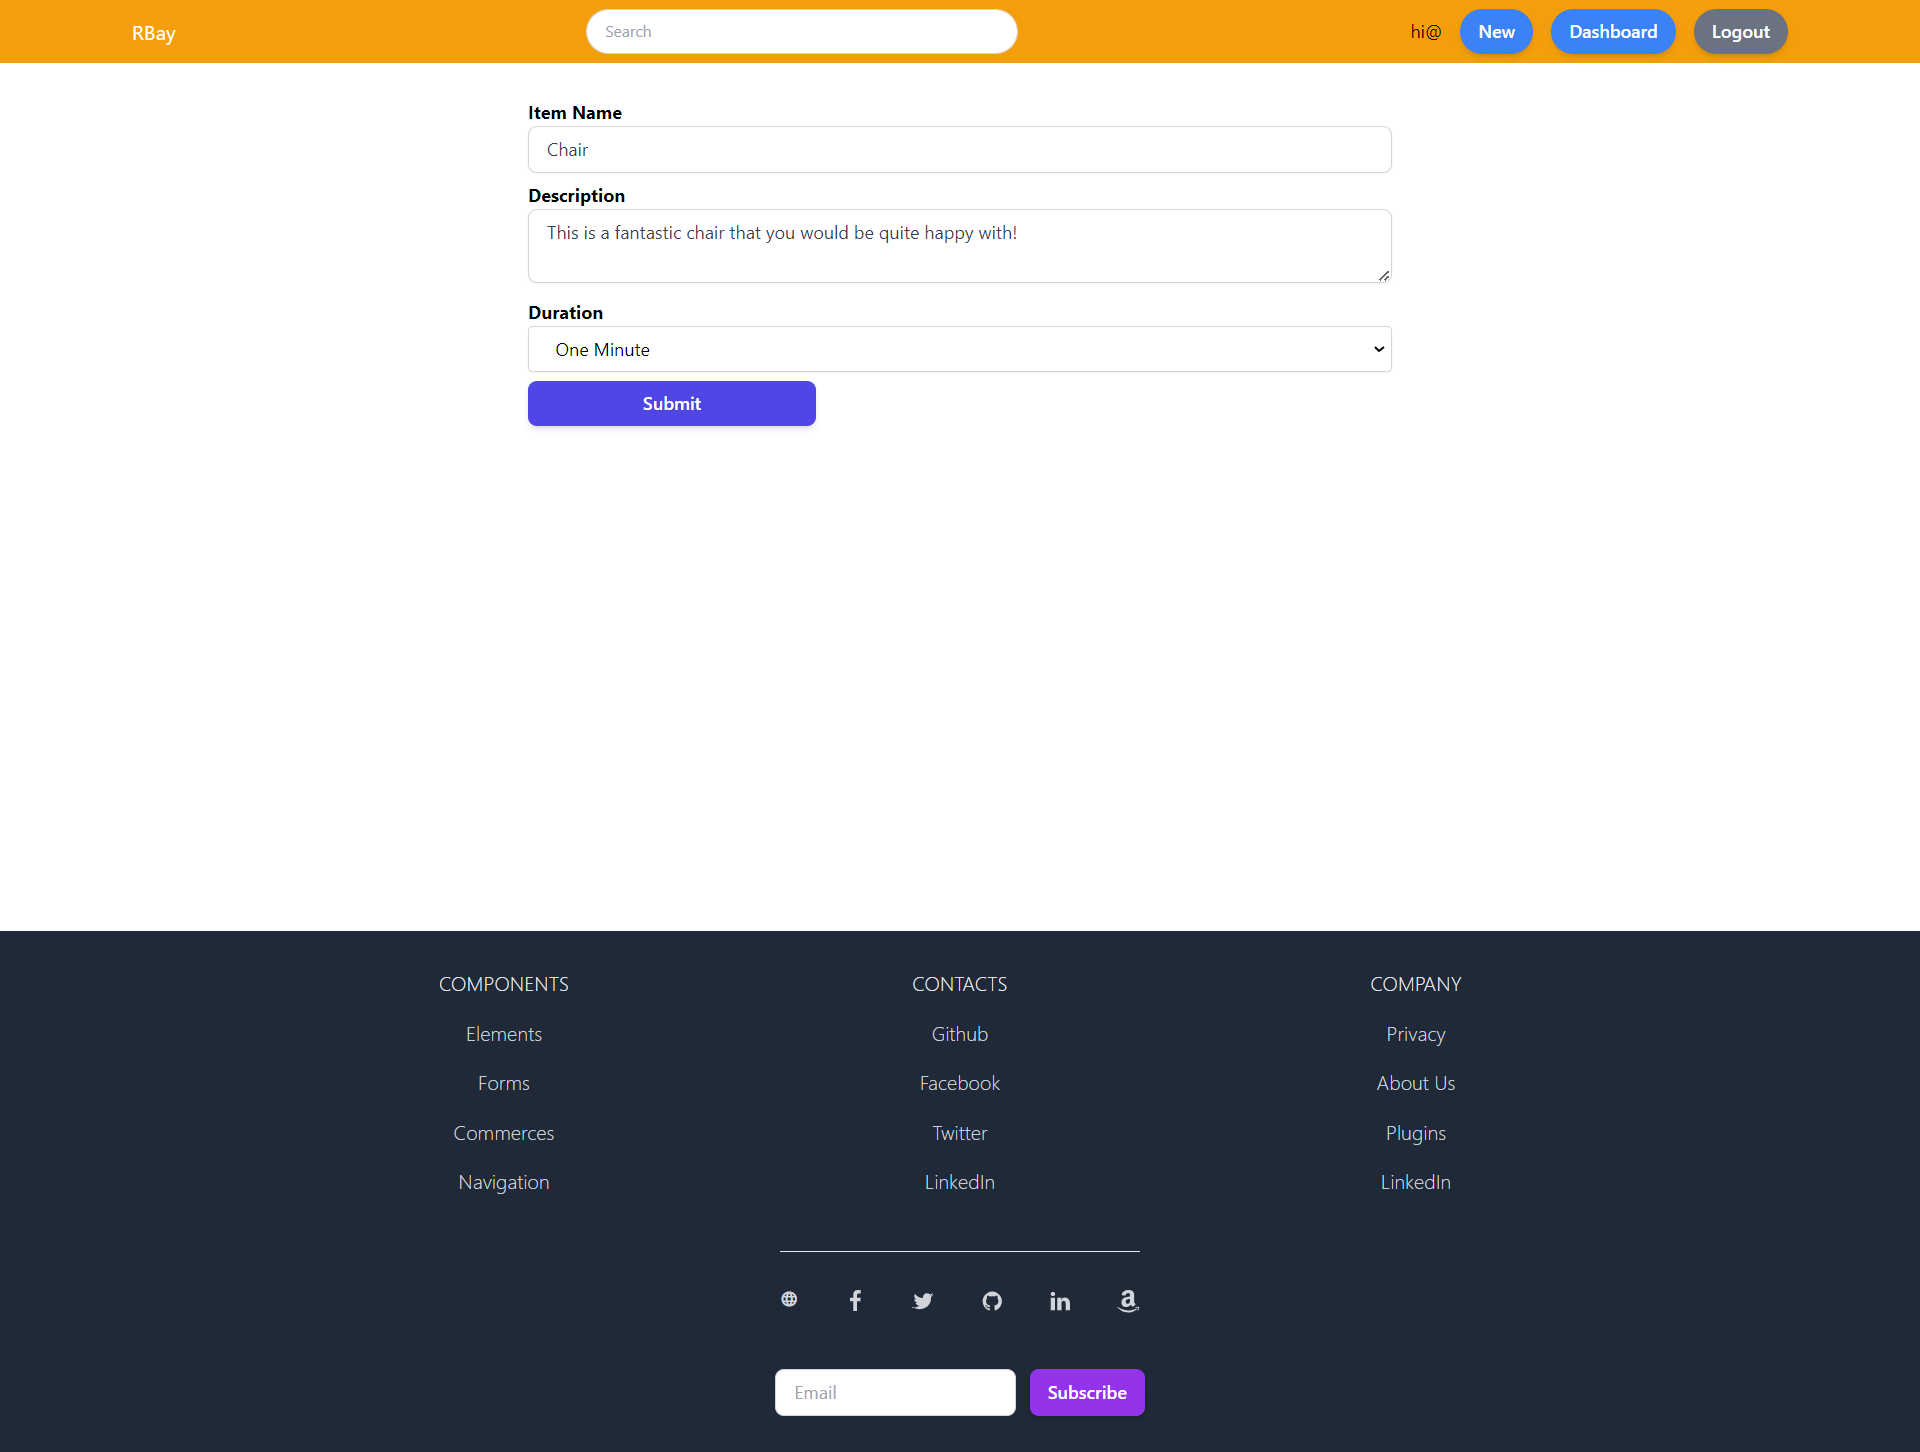 RBay
Search
hi@
New
Dashboard
Logout
Item Name
Chair
Description
This is a fantastic chair that you would be quite happy with!
Duration
One Minute
Submit
COMPONENTS
Elements
Forms
Commerces
Navigation
CONTACTS
Github
Facebook
Twitter
LinkedIn
COMPANY
Privacy
About Us
Plugins
LinkedIn
Email
Subscribe